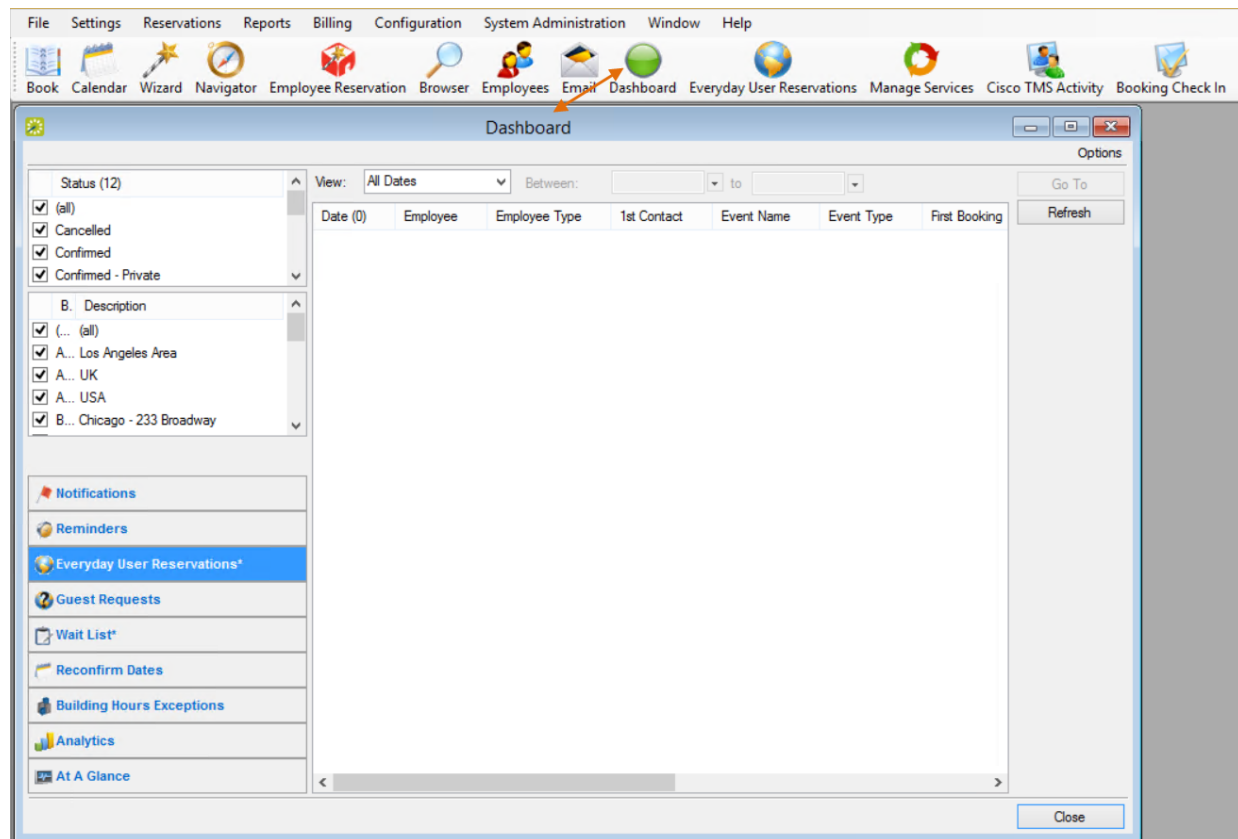 File Settings Reservations Reports Billing Configuration System Administration Window Help
Book Calendar Wizard Navigator Employee Reservation Browser Employees Email Dashboard Everyday User Reservations Manage Services Cisco TMS Activity Booking Check In
Dashboard
Options
Status (12)
(all)
Cancelled
Confirmed
Confirmed - Private
B. Description
(... (all)
A... Los Angeles Area
A... UK
A... USA
B... Chicago - 233 Broadway
Notifications
Reminders
Everyday User Reservations*
Guest Requests
Wait List*
Reconfirm Dates
Building Hours Exceptions
Analytics
At A Glance
View: All Dates Between: to
Date (0) Employee Employee Type 1st Contact Event Name Event Type First Booking
Go To
Refresh
Close